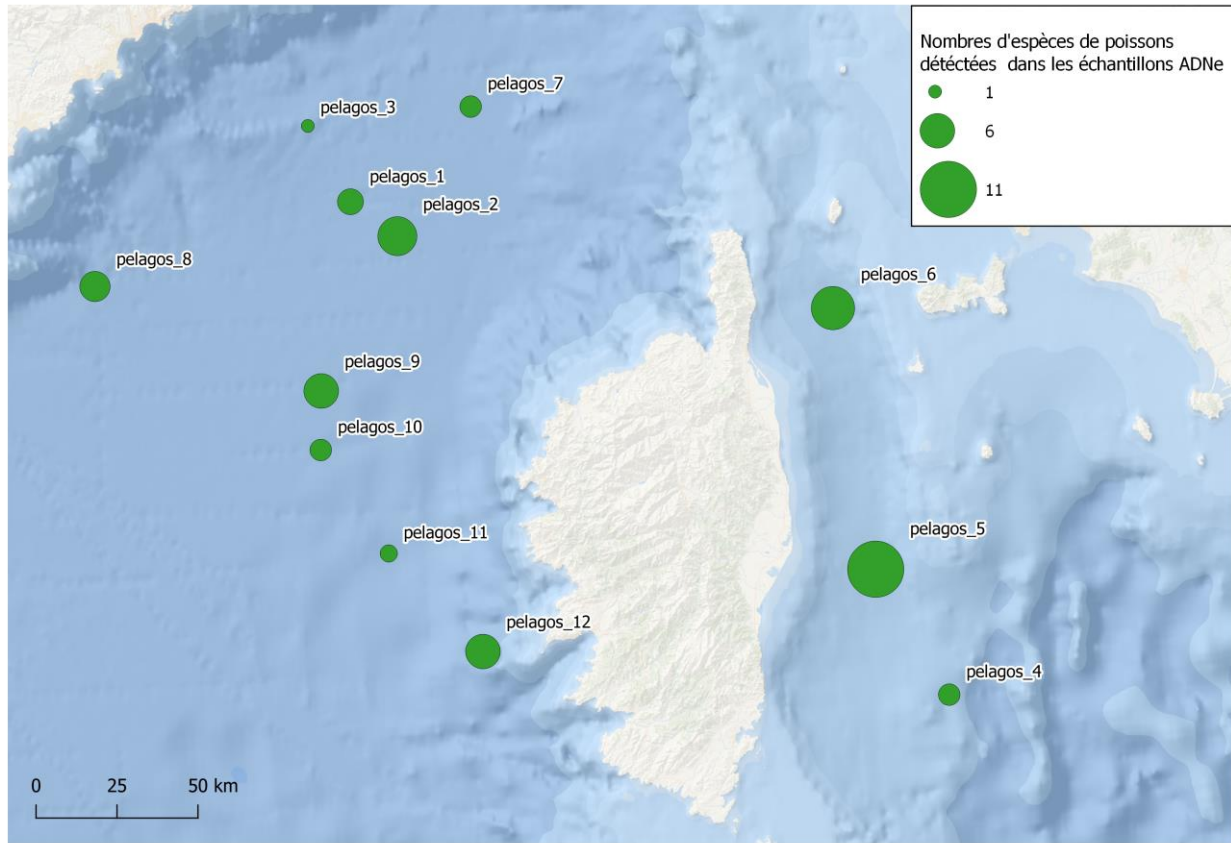 Nombres d'espèces de poissons
détéctées dans les échantillons ADNe
1
6
11
pelagos_7
pelagos_3
pelagos_1
pelagos_2
pelagos_8
pelagos_6
pelagos_9
pelagos_10
pelagos_11
pelagos_5
pelagos_12
pelagos_4
0 25 50 km